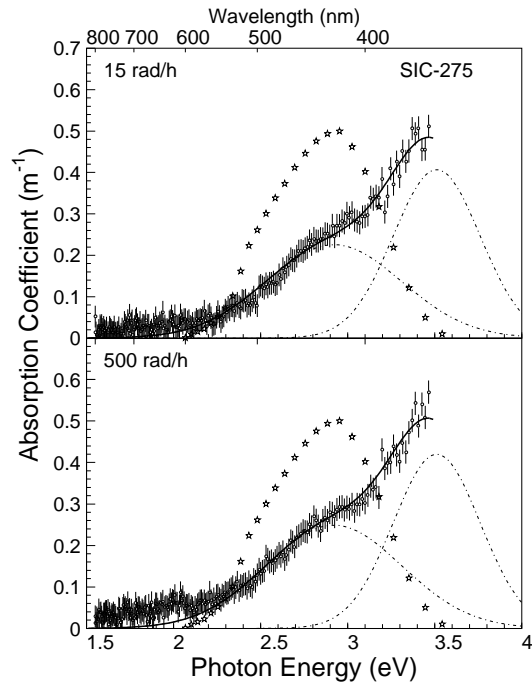 Wavelength (nm)
800 700 600 500 400
0.7
0.6
0.5
0.4
0.3
0.2
0.1
0
15 rad/h
SIC-275
Absorption Coefficient (m⁻¹)
0.6
0.5
0.4
0.3
0.2
0.1
0
500 rad/h
1.5 2 2.5 3 3.5 4
Photon Energy (eV)